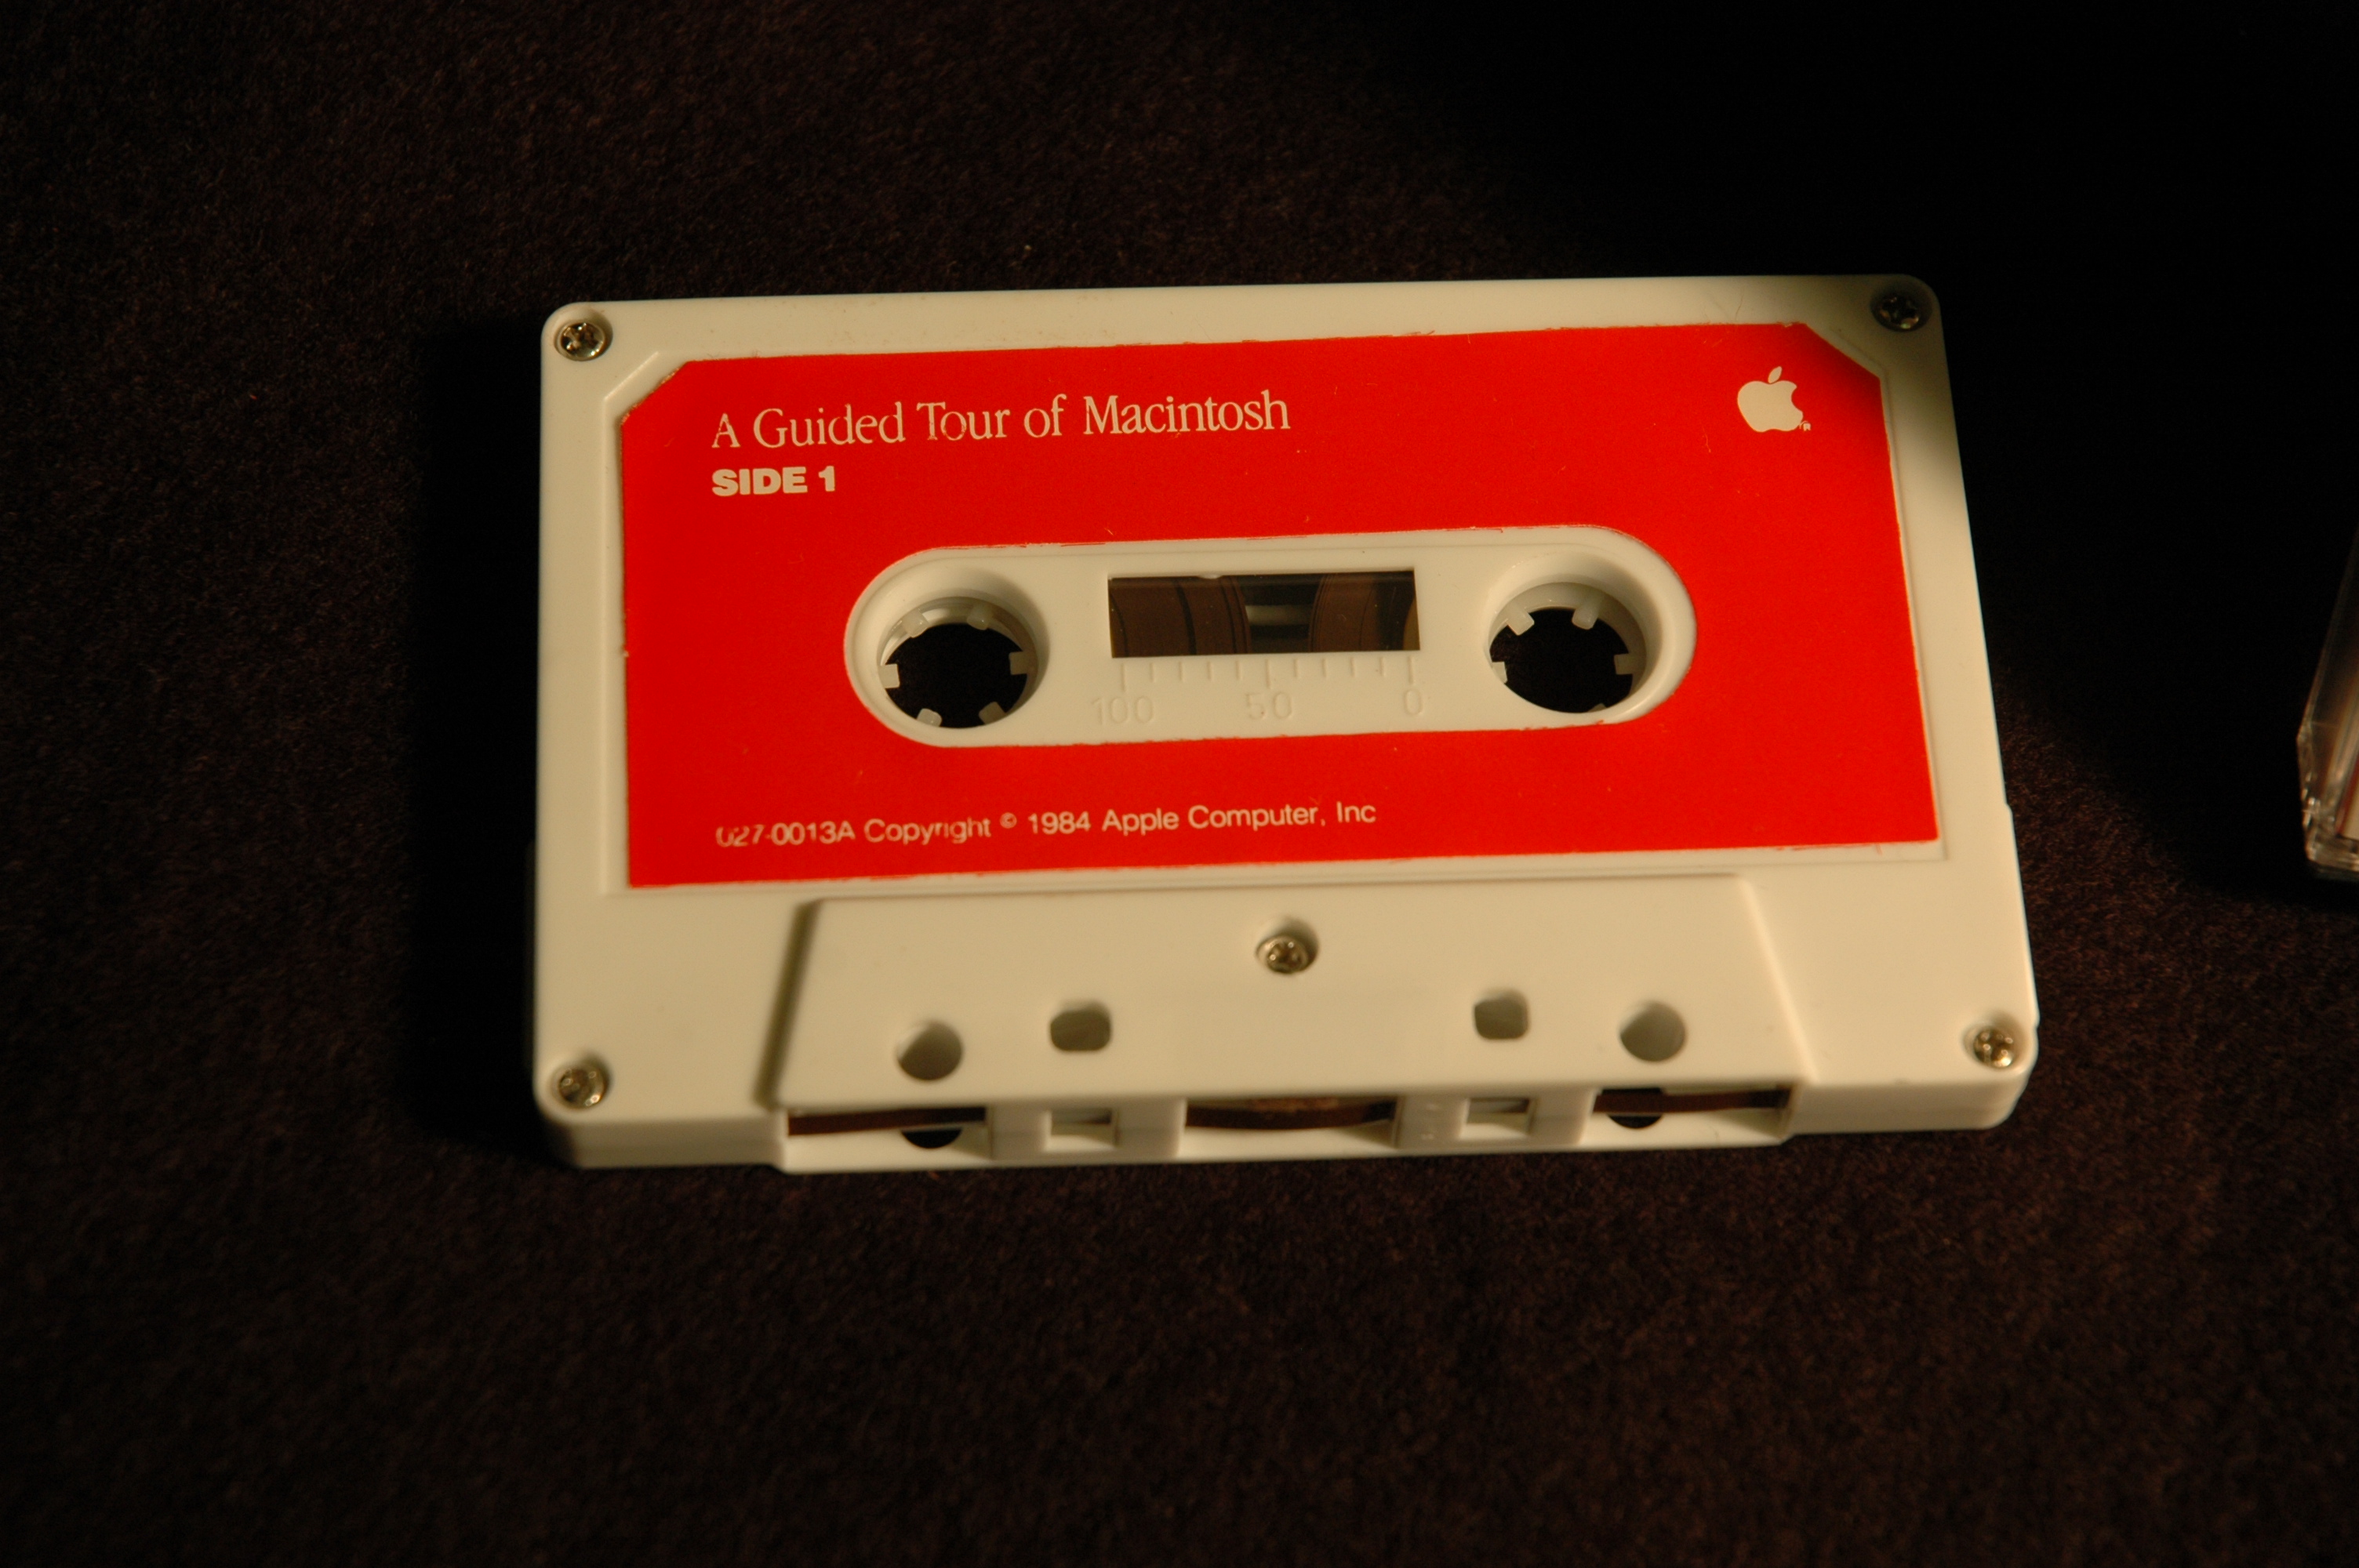 A Guided Tour of Macintosh
SIDE 1
100 50 0
027-0013A Copyright © 1984 Apple Computer, Inc